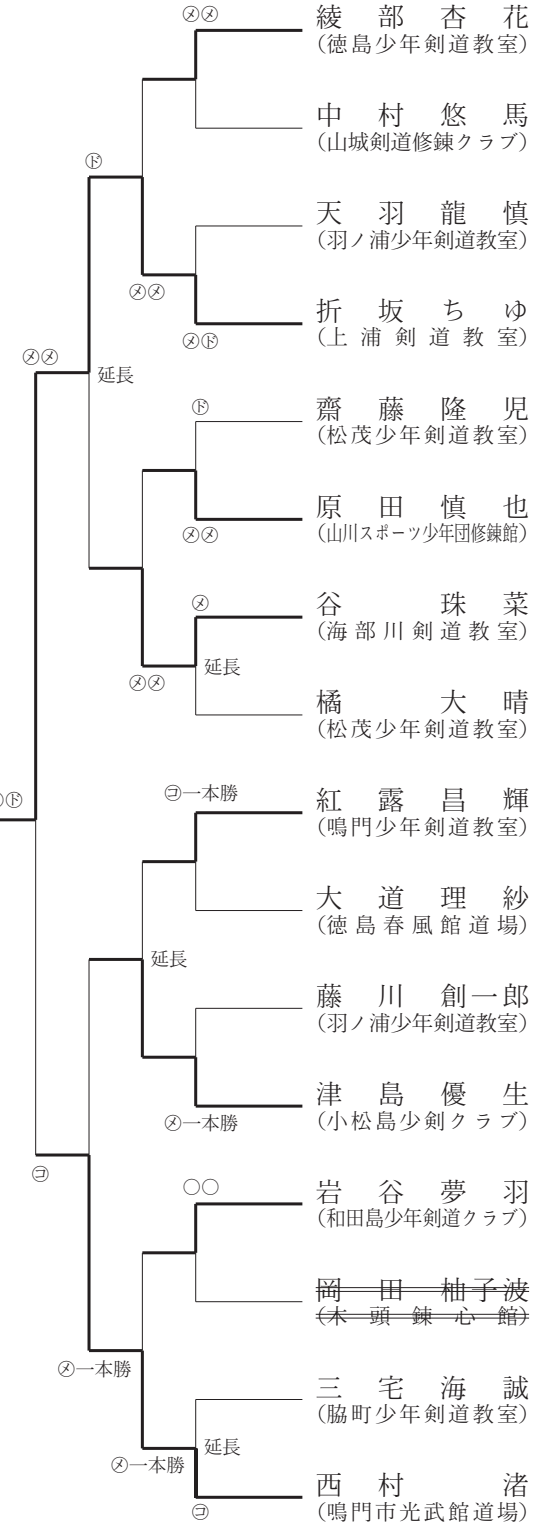 ㋱㋱
綾部杏花
(徳島少年剣道教室)
中村悠馬
(山城剣道修錬クラブ)
㋣
天羽龍慎
(羽ノ浦少年剣道教室)
㋱㋱
折坂ちゆ
(上浦剣道教室)
㋱㋣
㋱㋱
延長
㋣
齋藤隆児
(松茂少年剣道教室)
原田慎也
(山川スポーツ少年団修錬館)
㋱㋱
㋱
谷珠菜
(海部川剣道教室)
延長
㋱㋱
橘大晴
(松茂少年剣道教室)
㋣
㋙一本勝
紅露昌輝
(鳴門少年剣道教室)
大道理紗
(徳島春風館道場)
延長
藤川創一郎
(羽ノ浦少年剣道教室)
津島優生
(小松島少剣クラブ)
㋱一本勝
㋙
○○
岩谷夢羽
(和田島少年剣道クラブ)
岡田柚子波
(木頭錬心館)
㋱一本勝
三宅海誠
(脇町少年剣道教室)
延長
㋱一本勝
西村渚
(鳴門市光武館道場)
㋙